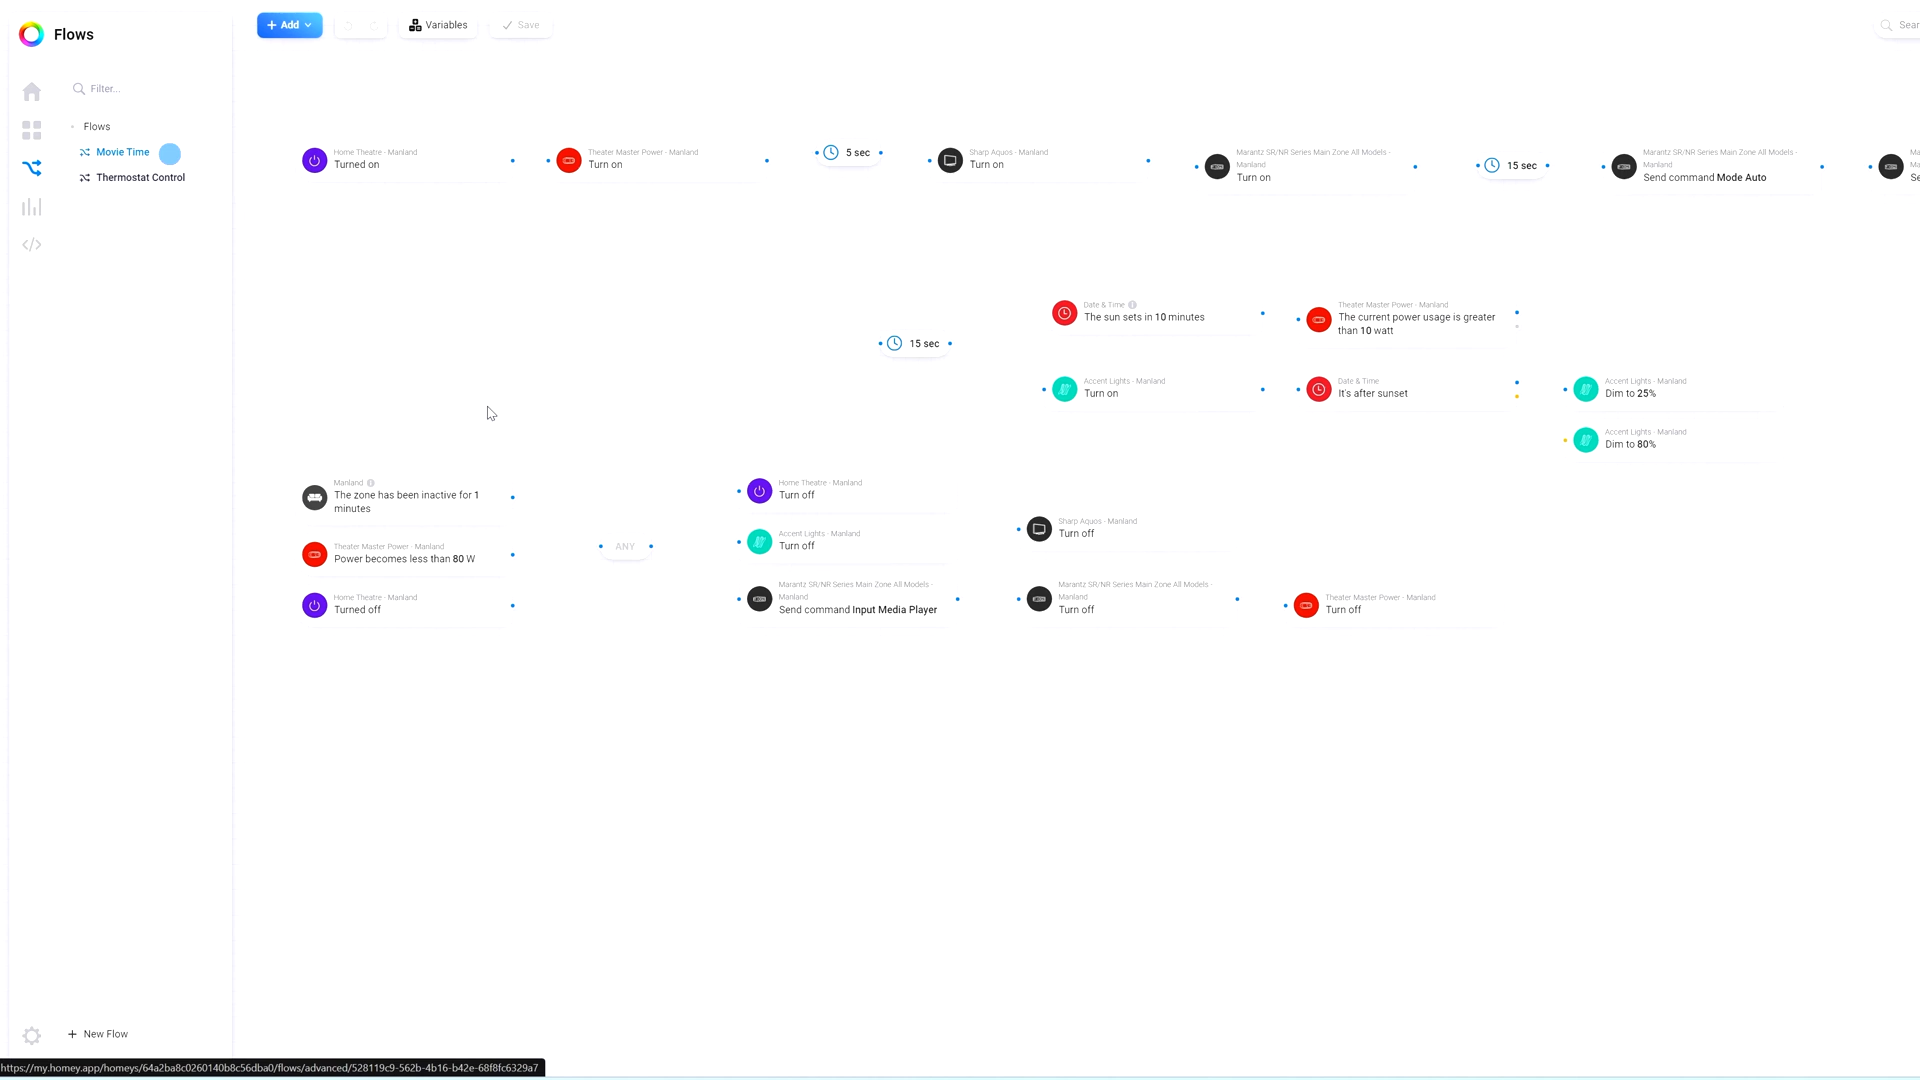 Flows
+ Add
Variables
Save
Sear
Filter...
Flows
Movie Time
Thermostat Control
Home Theatre - Manland
Turned on
Theater Master Power - Manland
Turn on
5 sec
Sharp Aquos - Manland
Turn on
Marantz SR/NR Series Main Zone All Models -
Manland
Turn on
15 sec
Marantz SR/NR Series Main Zone All Models -
Manland
Send command Mode Auto
Ma
Ma
Se
15 sec
Date & Time
The sun sets in 10 minutes
Theater Master Power - Manland
The current power usage is greater
than 10 watt
Accent Lights - Manland
Turn on
Date & Time
It's after sunset
Accent Lights - Manland
Dim to 25%
Accent Lights - Manland
Dim to 80%
Manland
The zone has been inactive for 1
minutes
Theater Master Power - Manland
Power becomes less than 80 W
Home Theatre - Manland
Turned off
ANY
Home Theatre - Manland
Turn off
Accent Lights - Manland
Turn off
Marantz SR/NR Series Main Zone All Models -
Manland
Send command Input Media Player
Sharp Aquos - Manland
Turn off
Marantz SR/NR Series Main Zone All Models -
Manland
Turn off
Theater Master Power - Manland
Turn off
+ New Flow
https://my.homey.app/homeys/64a2ba8c0260140b8c56dba0/flows/advanced/528119c9-562b-4b16-b42e-68f8fc6329a7